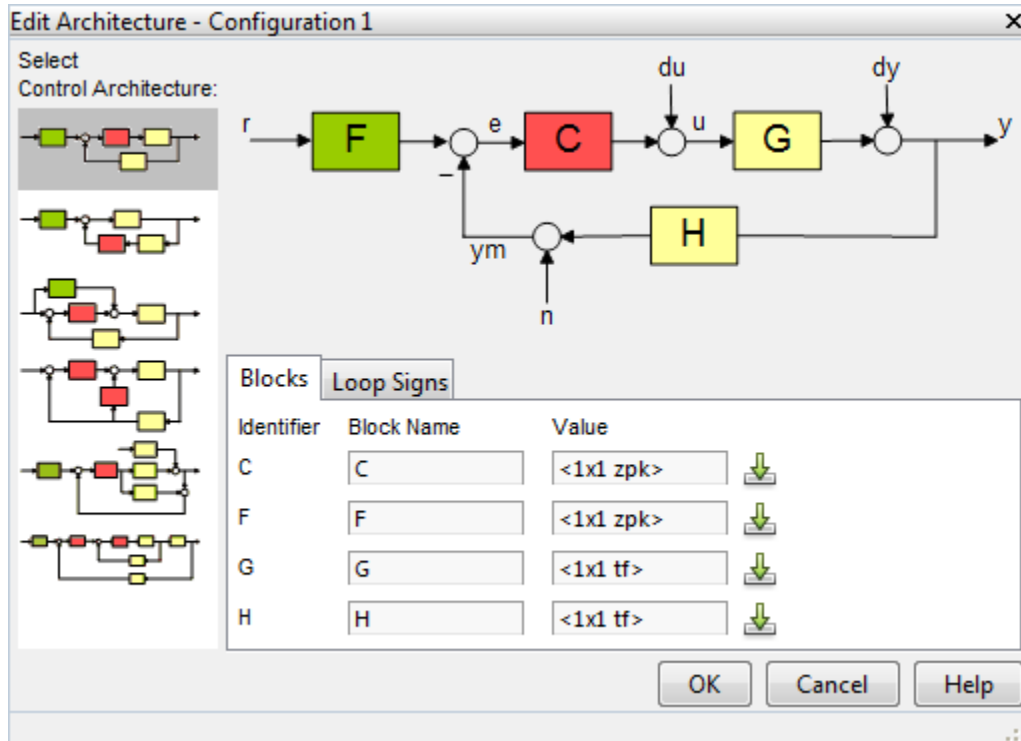 Edit Architecture - Configuration 1
Select
Control Architecture:
du
dy
r
F
e
C
u
G
y
–
H
ym
n
Blocks
Loop Signs
Identifier Block Name Value
C C <1x1 zpk>
F F <1x1 zpk>
G G <1x1 tf>
H H <1x1 tf>
OK Cancel Help